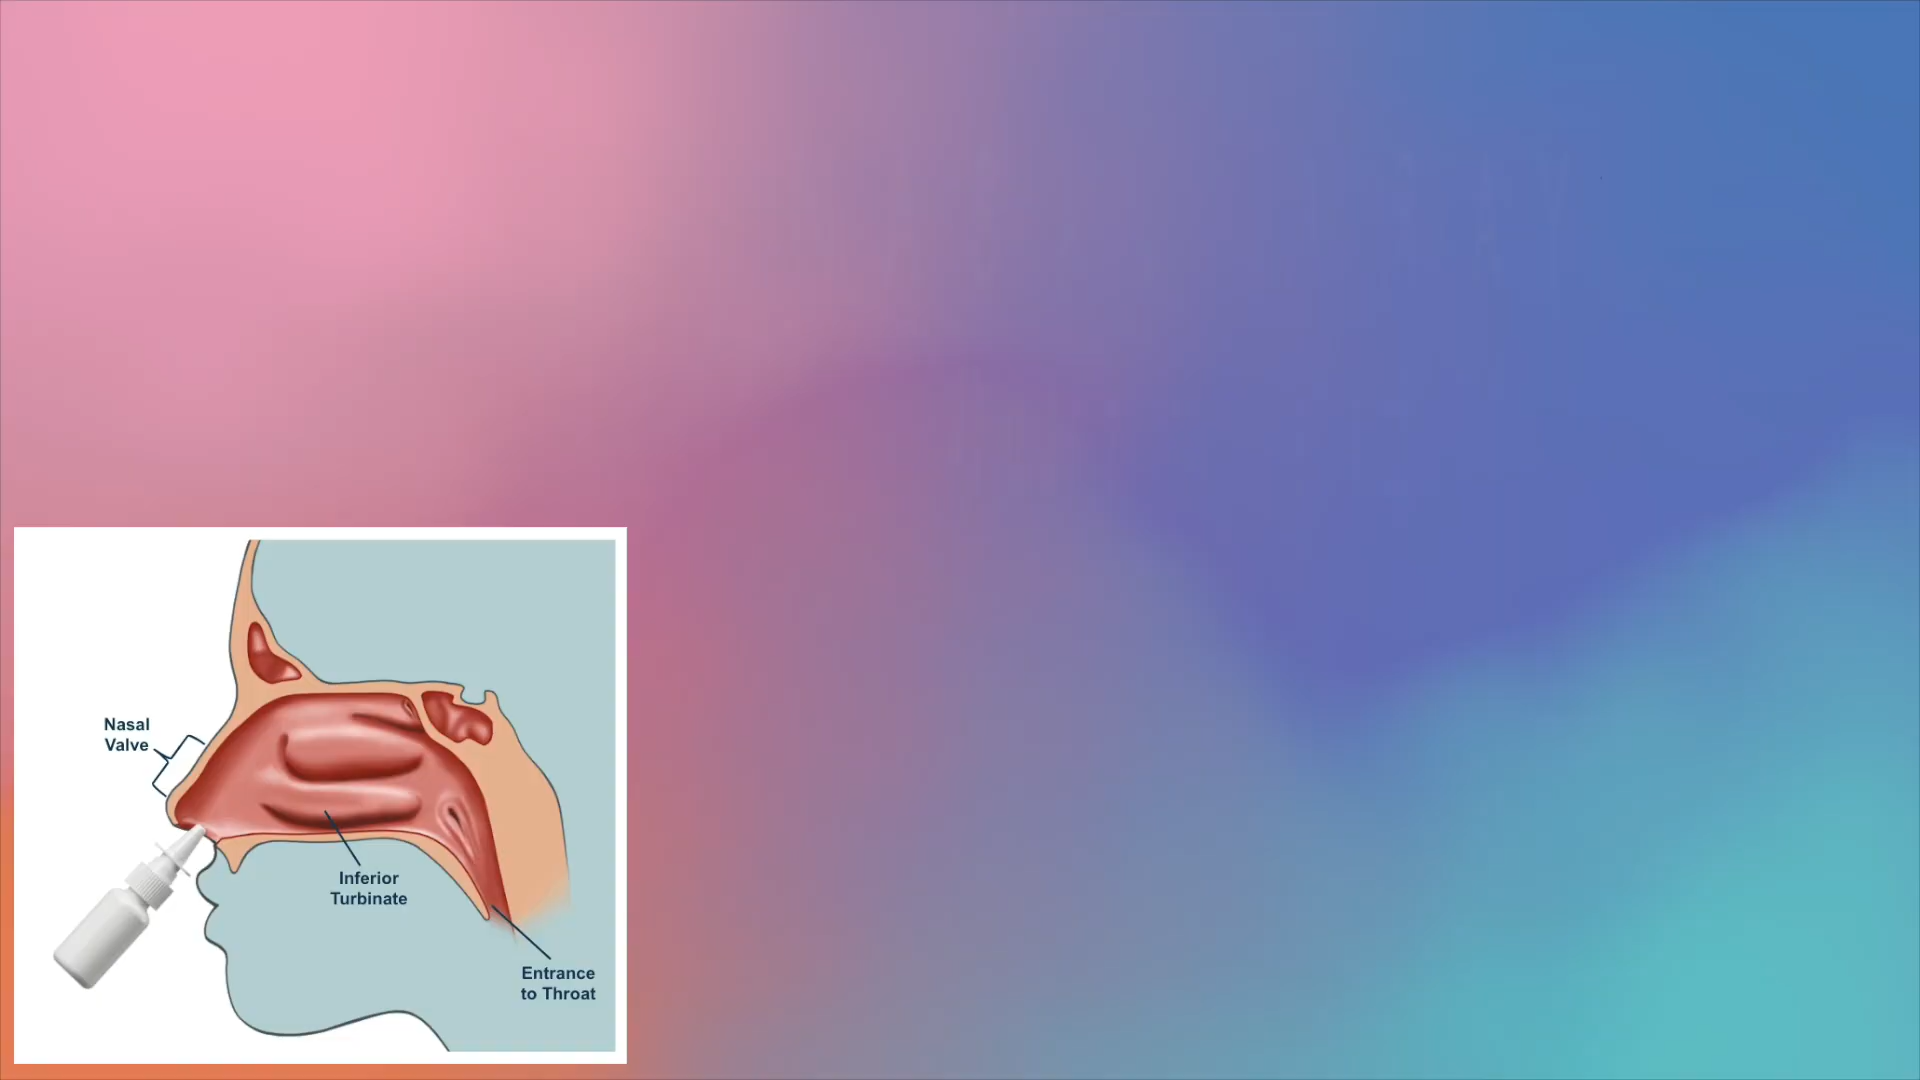 Nasal
Valve
Inferior
Turbinate
Entrance
to Throat